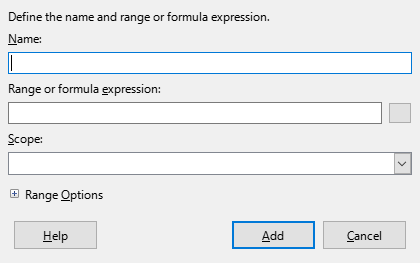 Define the name and range or formula expression.
Name:
Range or formula expression:
Scope:
Range Options
Help
Add
Cancel